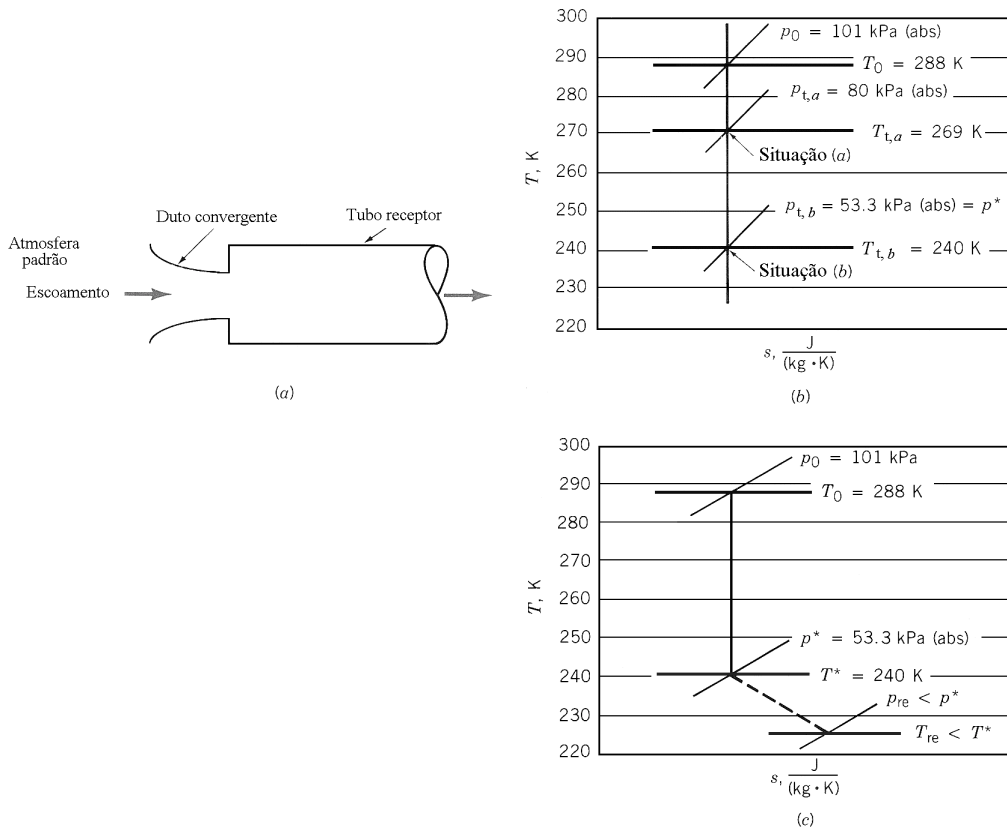 Duto convergente
Tubo receptor
Atmosfera
padrão
Escoamento
(a)
300
290
280
270
260
250
240
230
220
T, K
p0 = 101 kPa (abs)
T0 = 288 K
pt,a = 80 kPa (abs)
Tt,a = 269 K
Situação (a)
pt,b = 53.3 kPa (abs) = p*
Tt,b = 240 K
Situação (b)
s, J
(kg · K)
(b)
300
290
280
270
260
250
240
230
220
T, K
p0 = 101 kPa
T0 = 288 K
p* = 53.3 kPa (abs)
T* = 240 K
pre < p*
Tre < T*
s, J
(kg · K)
(c)